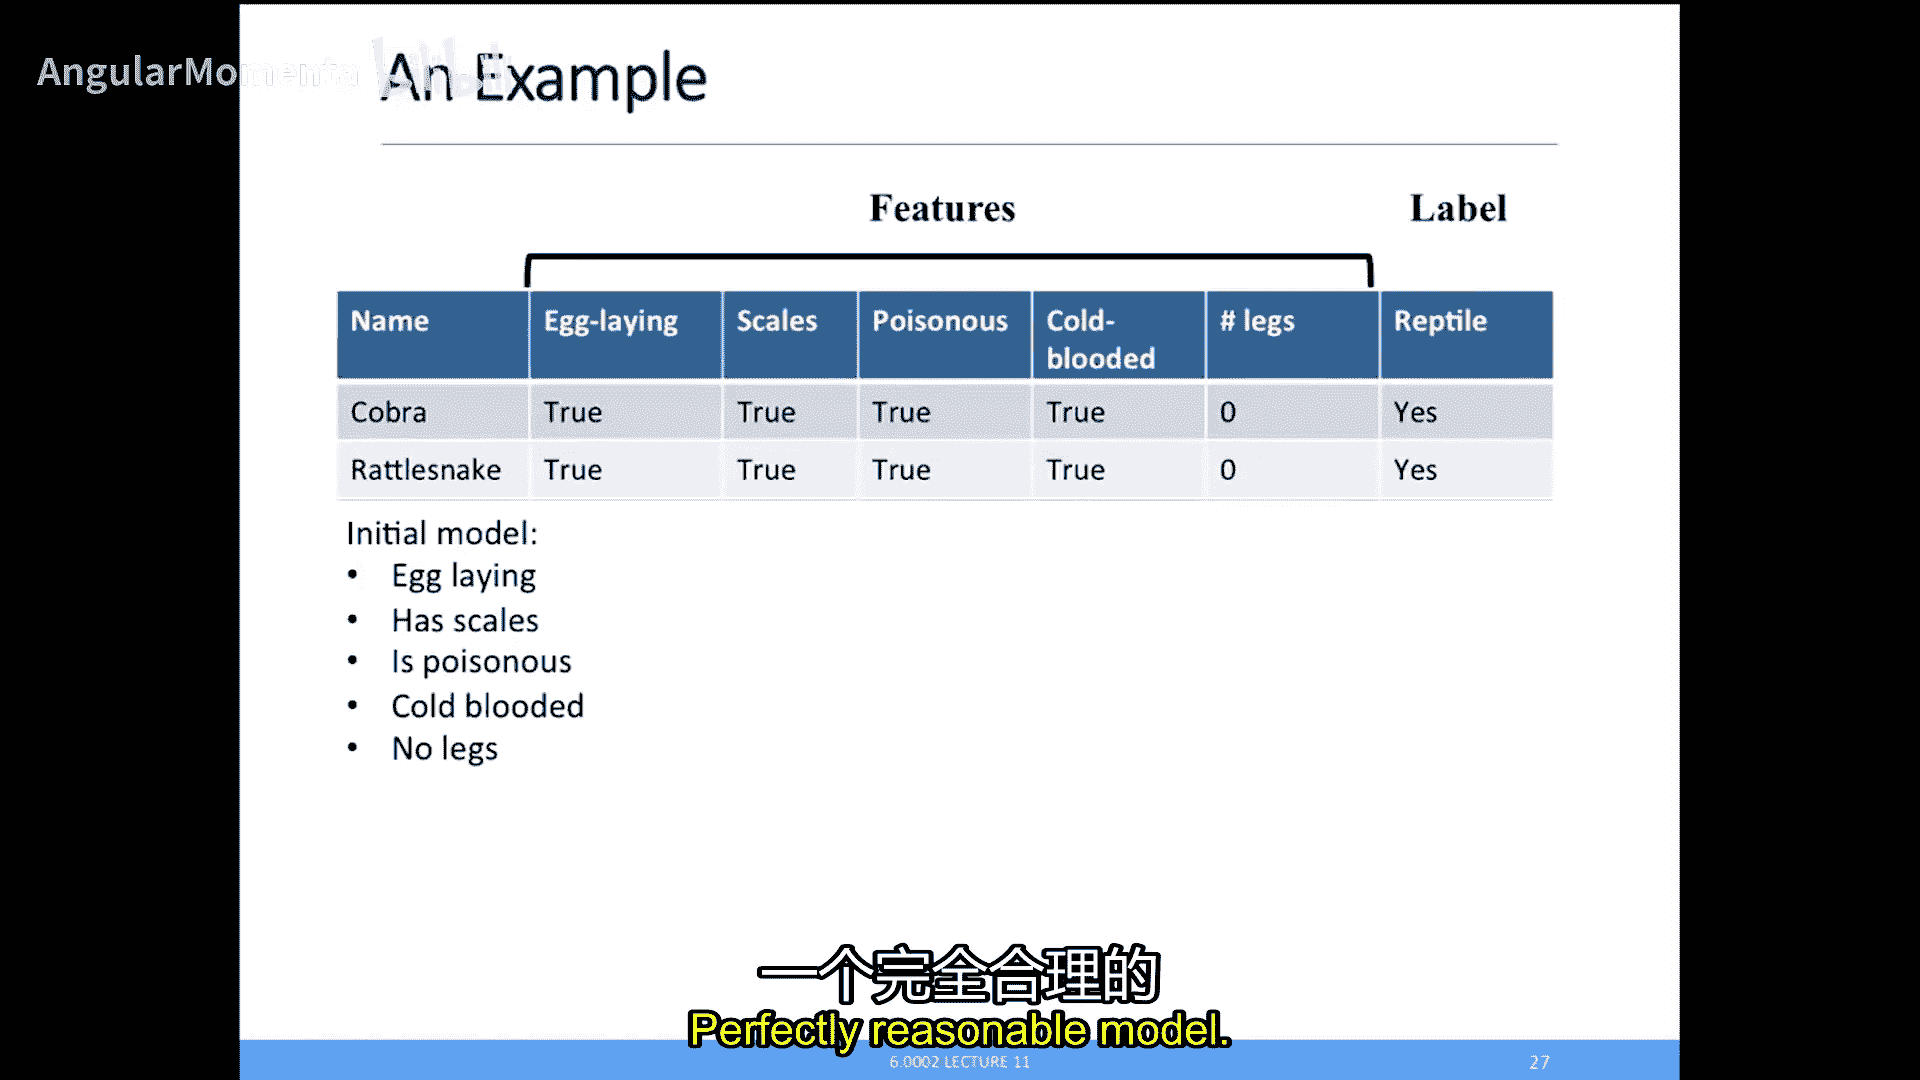 AngularMomenta
An Example
Features Label
Name Egg-laying Scales Poisonous Cold-blooded # legs Reptile
Cobra True True True True 0 Yes
Rattlesnake True True True True 0 Yes
Initial model:
• Egg laying
• Has scales
• Is poisonous
• Cold blooded
• No legs
一个完全合理的
Perfectly reasonable model.
6.0002 LECTURE 11
27